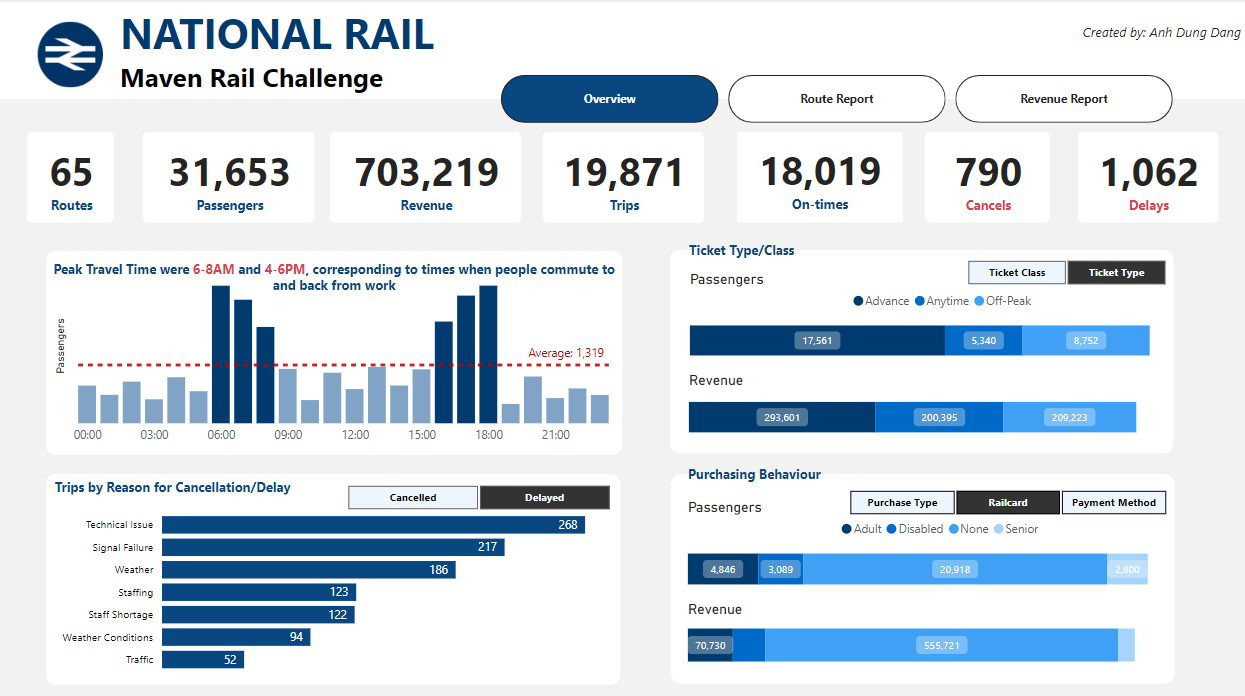 NATIONAL RAIL
Maven Rail Challenge
Created by: Anh Dung Dang
Overview
Route Report
Revenue Report
65
Routes
31,653
Passengers
703,219
Revenue
19,871
Trips
18,019
On-times
790
Cancels
1,062
Delays
Peak Travel Time were 6-8AM and 4-6PM, corresponding to times when people commute to
and back from work
Passengers
Average: 1,319
00:00 03:00 06:00 09:00 12:00 15:00 18:00 21:00
Ticket Type/Class
Passengers
Ticket Class
Ticket Type
Advance Anytime Off-Peak
17,561 5,340 8,752
Revenue
293,601 200,395 209,223
Trips by Reason for Cancellation/Delay
Cancelled
Delayed
Technical Issue 268
Signal Failure 217
Weather 186
Staffing 123
Staff Shortage 122
Weather Conditions 94
Traffic 52
Purchasing Behaviour
Passengers
Purchase Type
Railcard
Payment Method
Adult Disabled None Senior
4,846 3,089 20,918 2,800
Revenue
70,730 555,721